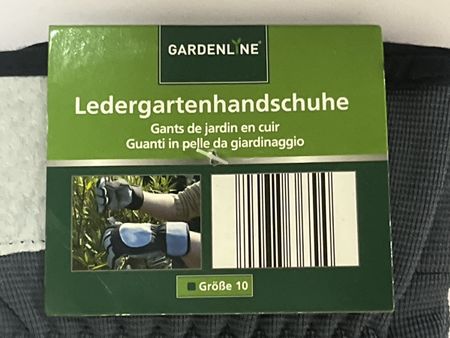 GARDENLINE®
Ledergartenhandschuhe
Gants de jardin en cuir
Guanti in pelle da giardinaggio
Größe 10